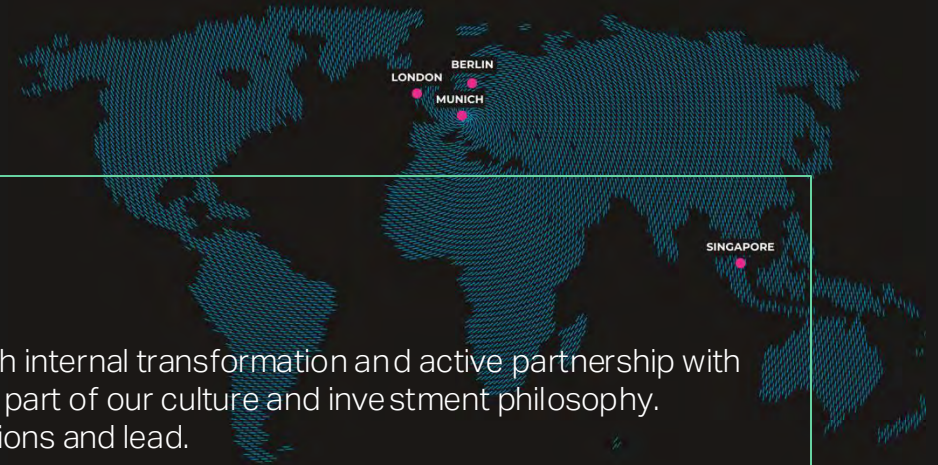 BERLIN
LONDON
MUNICH
SINGAPORE
internal transformation and active partnership with
part of our culture and investment philosophy.
and lead.